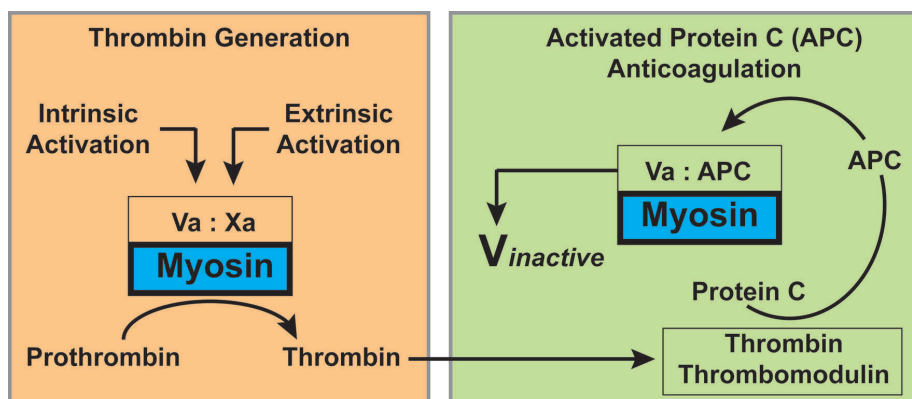 Thrombin Generation
Intrinsic
Activation
Extrinsic
Activation
Va : Xa
Myosin
Prothrombin
Thrombin
Activated Protein C (APC)
Anticoagulation
Va : APC
Myosin
APC
Vinactive
Protein C
Thrombin
Thrombomodulin